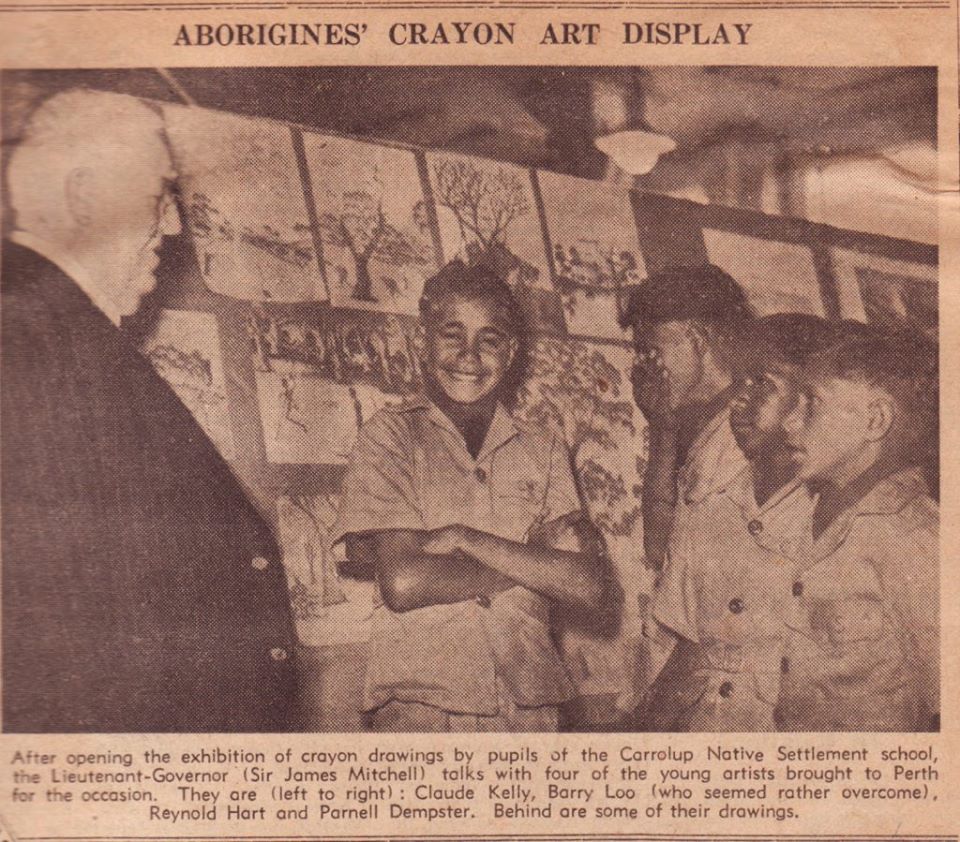 ABORIGINES' CRAYON ART DISPLAY
After opening the exhibition of crayon drawings by pupils of the Carrolup Native Settlement school,
the Lieutenant-Governor (Sir James Mitchell) talks with four of the young artists brought to Perth
for the occasion. They are (left to right): Claude Kelly, Barry Loo (who seemed rather overcome),
Reynold Hart and Parnell Dempster. Behind are some of their drawings.